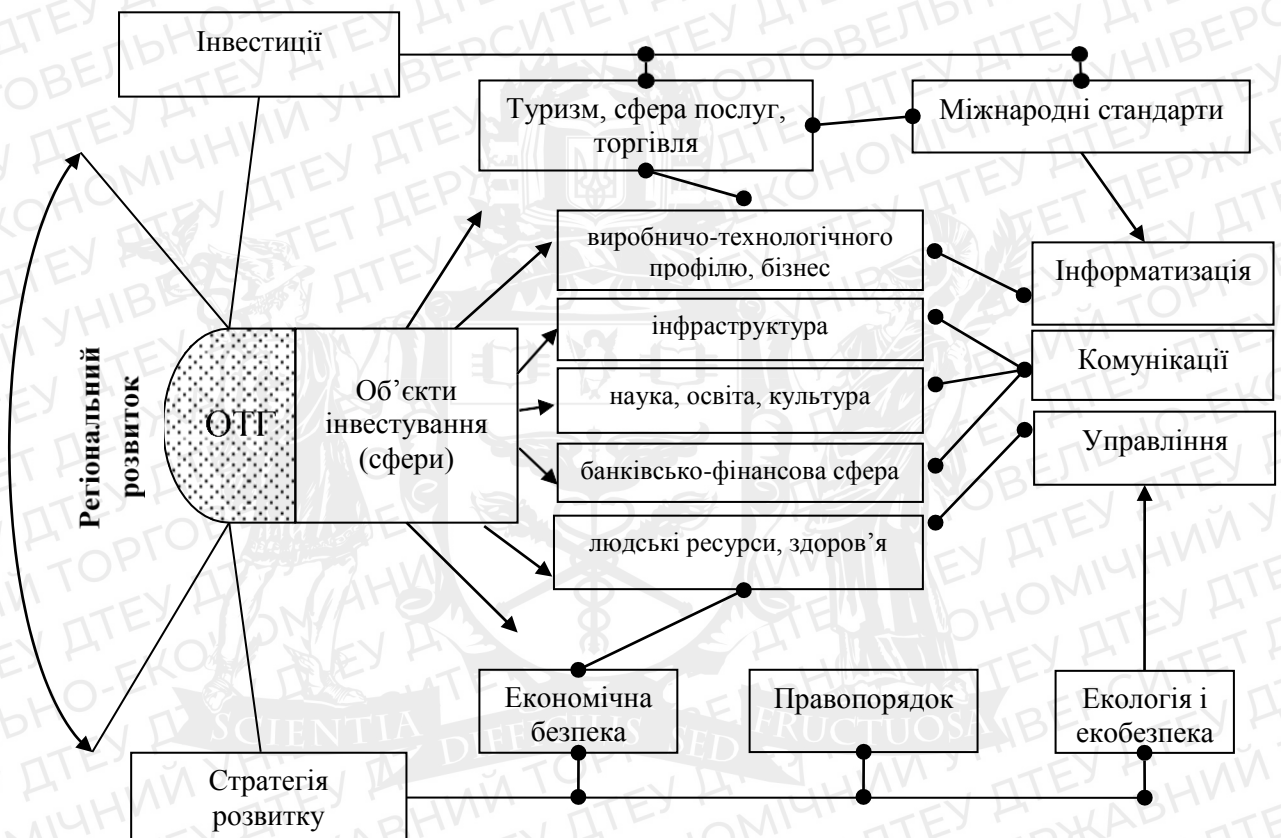 Інвестиції
Туризм, сфера послуг,
торгівля
Міжнародні стандарти
виробничо-технологічного
профілю, бізнес
Інформатизація
інфраструктура
Комунікації
Регіональний
розвиток
ОТГ
Об’єкти
інвестування
(сфери)
наука, освіта, культура
Управління
банківсько-фінансова сфера
людські ресурси, здоров’я
Економічна
безпека
Правопорядок
Екологія і
екобезпека
Стратегія
розвитку
SCIENTIA
FRUCTUOSA